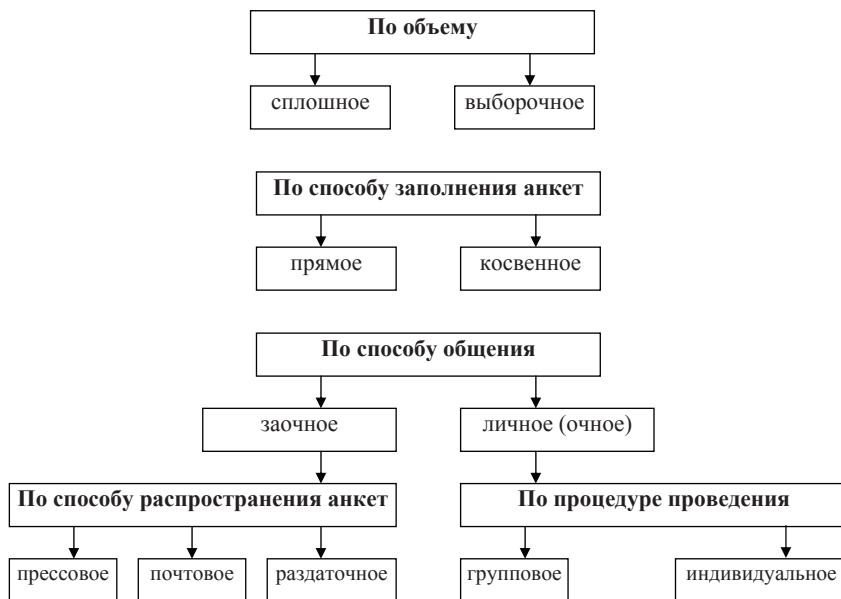 По объему
сплошное выборочное
По способу заполнения анкет
прямое косвенное
По способу общения
заочное личное (очное)
По способу распространения анкет По процедуре проведения
прессовое почтовое раздаточное групповое индивидуальное